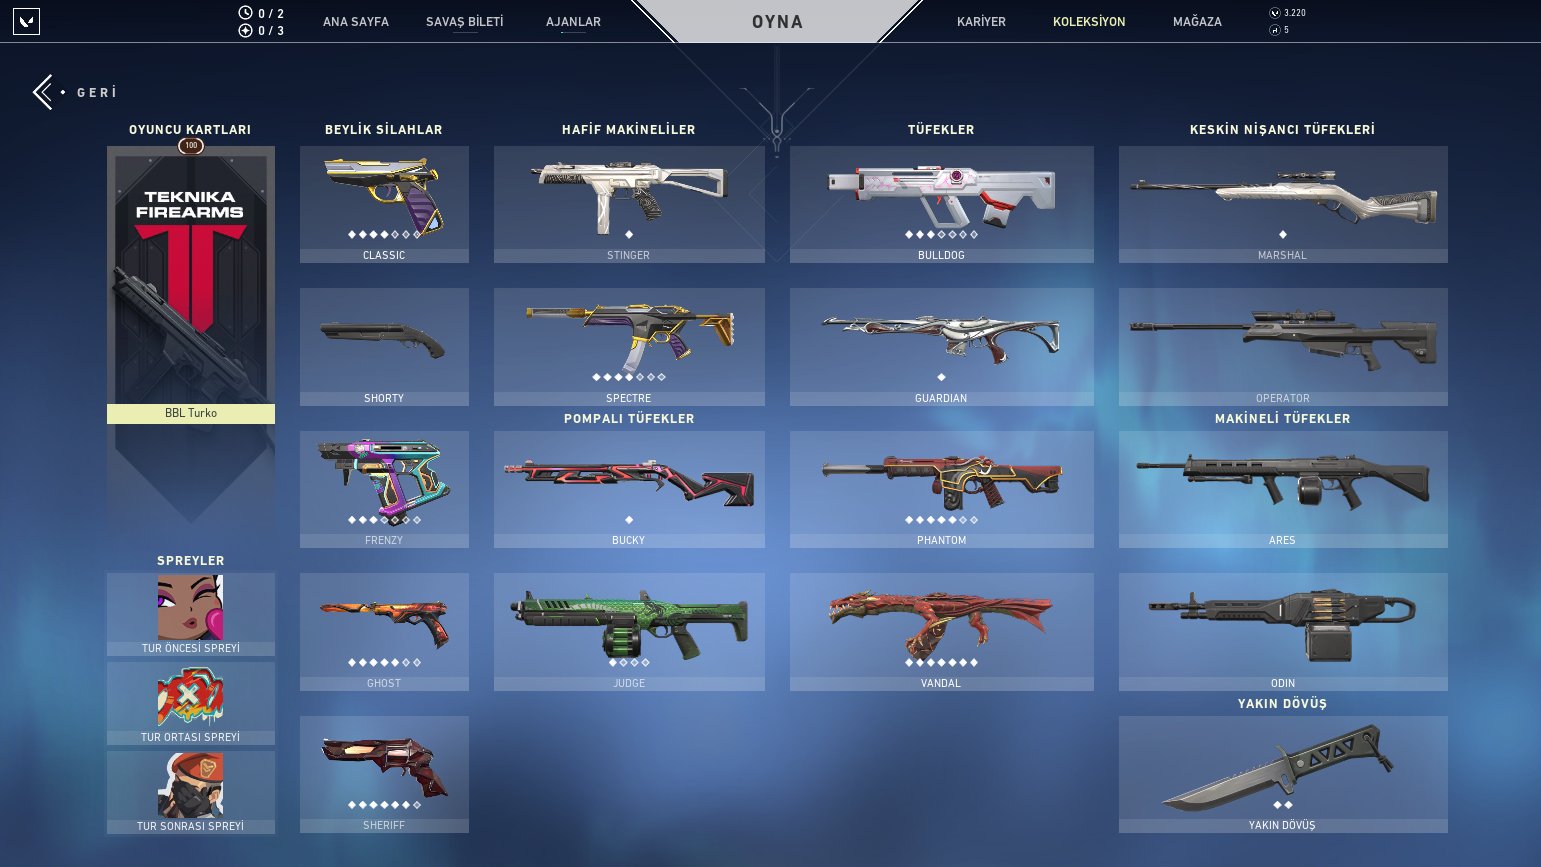 0 / 2
0 / 3
ANA SAYFA
SAVAŞ BİLETİ
AJANLAR
OYNA
KARİYER
KOLEKSİYON
MAĞAZA
3.220
5
GERİ
OYUNCU KARTLARI
100
TEKNIKA
FIREARMS
BBL Turko
SPREYLER
TUR ÖNCESİ SPREYİ
TUR ORTASI SPREYİ
TUR SONRASI SPREYİ
BEYLİK SİLAHLAR
CLASSIC
SHORTY
FRENZY
GHOST
SHERIFF
HAFİF MAKİNELİLER
STINGER
SPECTRE
POMPALI TÜFEKLER
BUCKY
JUDGE
TÜFEKLER
BULLDOG
GUARDIAN
PHANTOM
VANDAL
KESKİN NİŞANCI TÜFEKLERİ
MARSHAL
OPERATOR
MAKİNELİ TÜFEKLER
ARES
ODIN
YAKIN DÖVÜŞ
YAKIN DÖVÜŞ